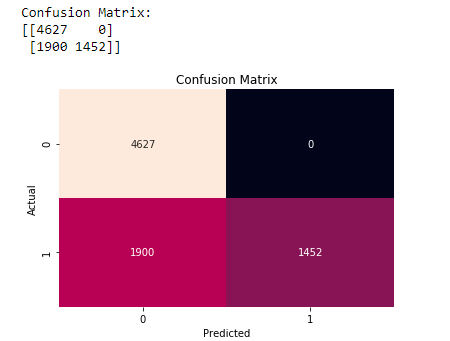 Confusion Matrix:
[[4627    0]
 [1900 1452]]
Confusion Matrix
0
4627
0
Actual
1
1900
1452
0
1
Predicted